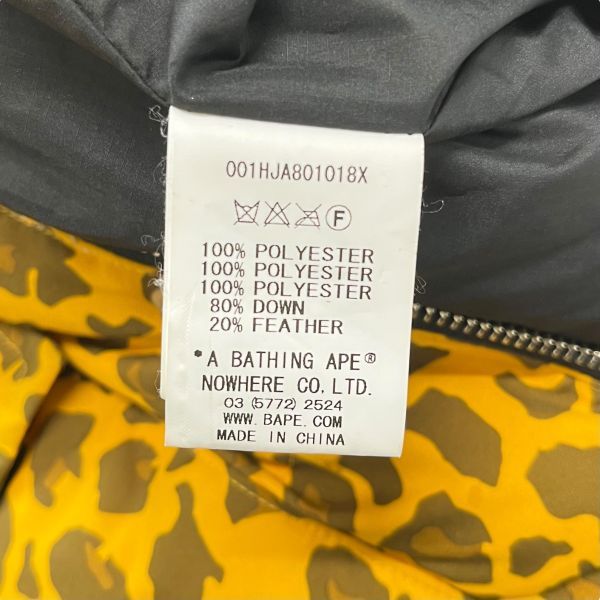 001HJA801018X
F
100% POLYESTER
100% POLYESTER
100% POLYESTER
80% DOWN
20% FEATHER
*A BATHING APE®
NOWHERE CO. LTD.
03 (5772) 2524
WWW. BAPE. COM
MADE IN CHINA